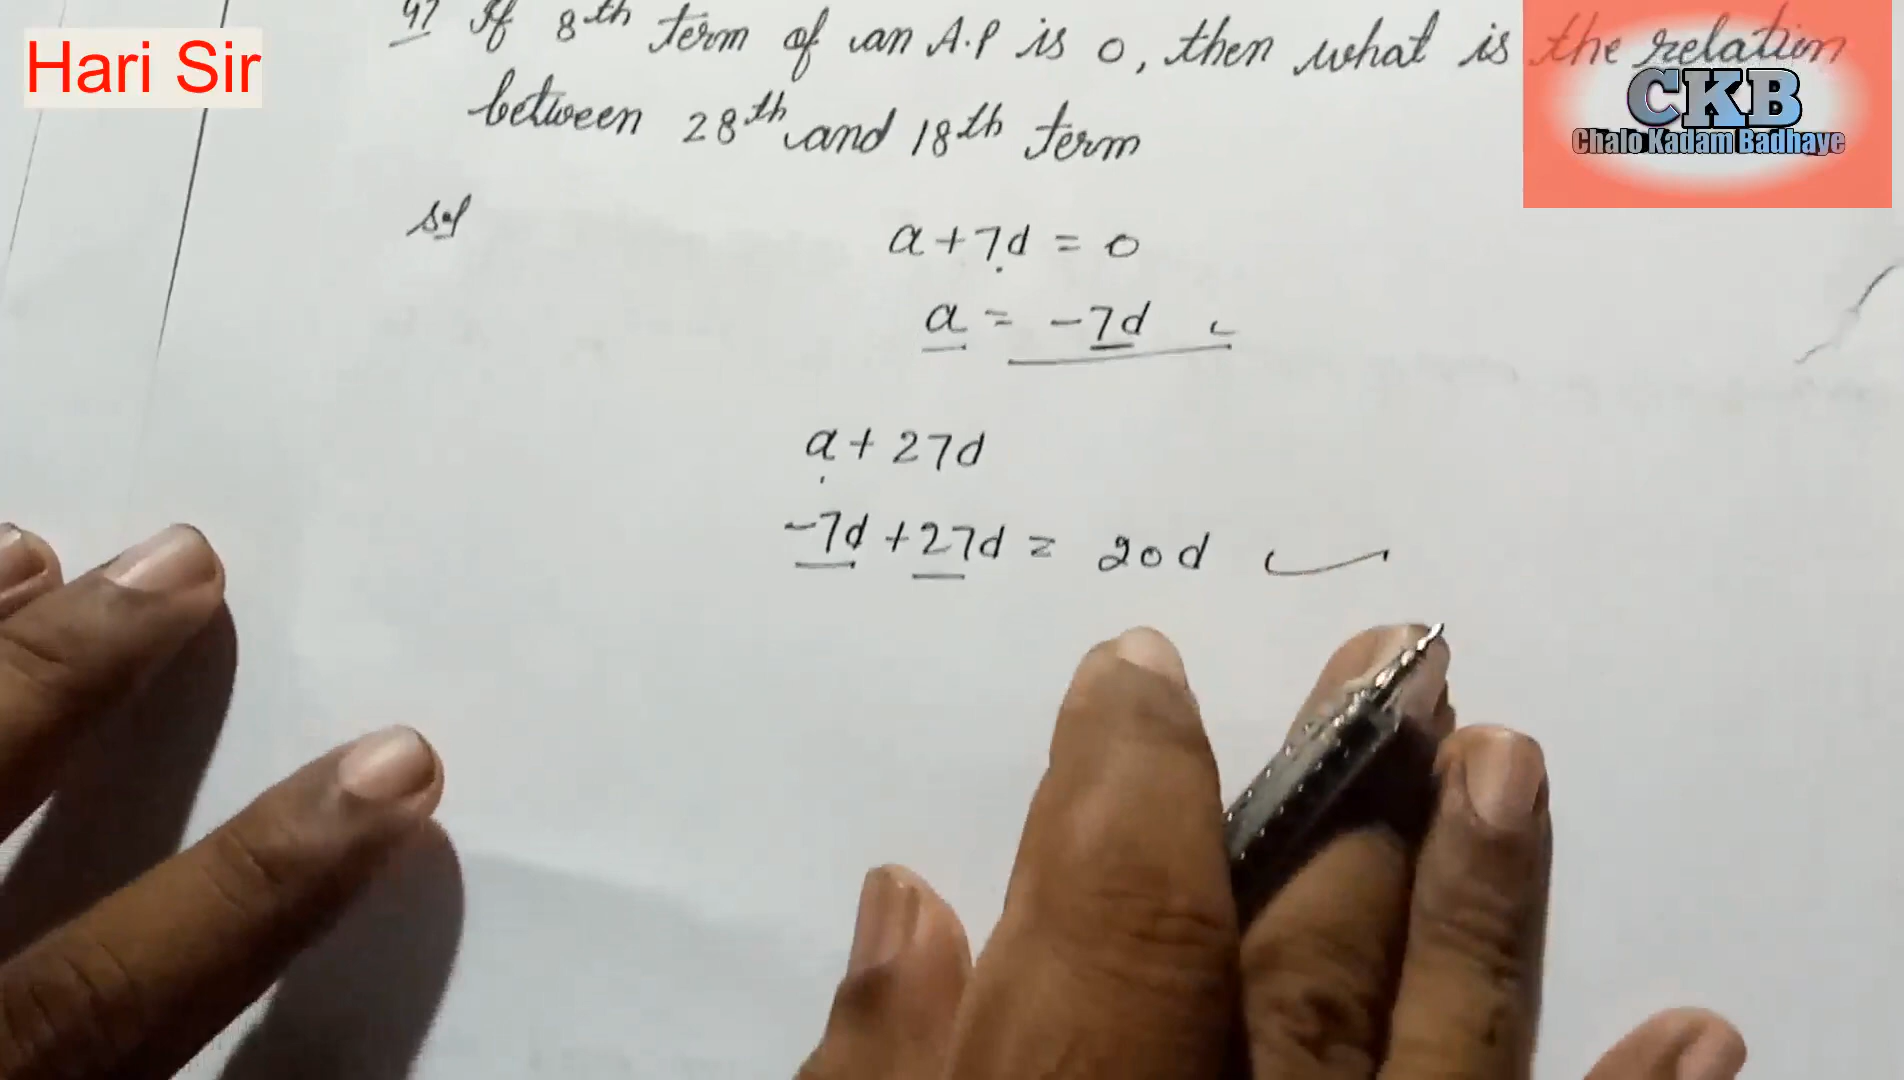 Hari Sir
47 If 8th term of an A.P is 0, then what is the relation
between 28th and 18th term
CKB
Chalo Kadam Badhaye
Sol
a + 7d = 0
a = -7d
a + 27d
-7d + 27d = 20d